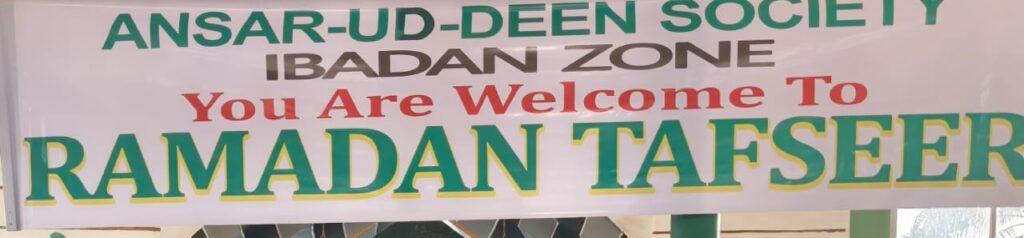 ANSAR-UD-DEEN SOCIETY
IBADAN ZONE
You Are Welcome To
RAMADAN TAFSEER